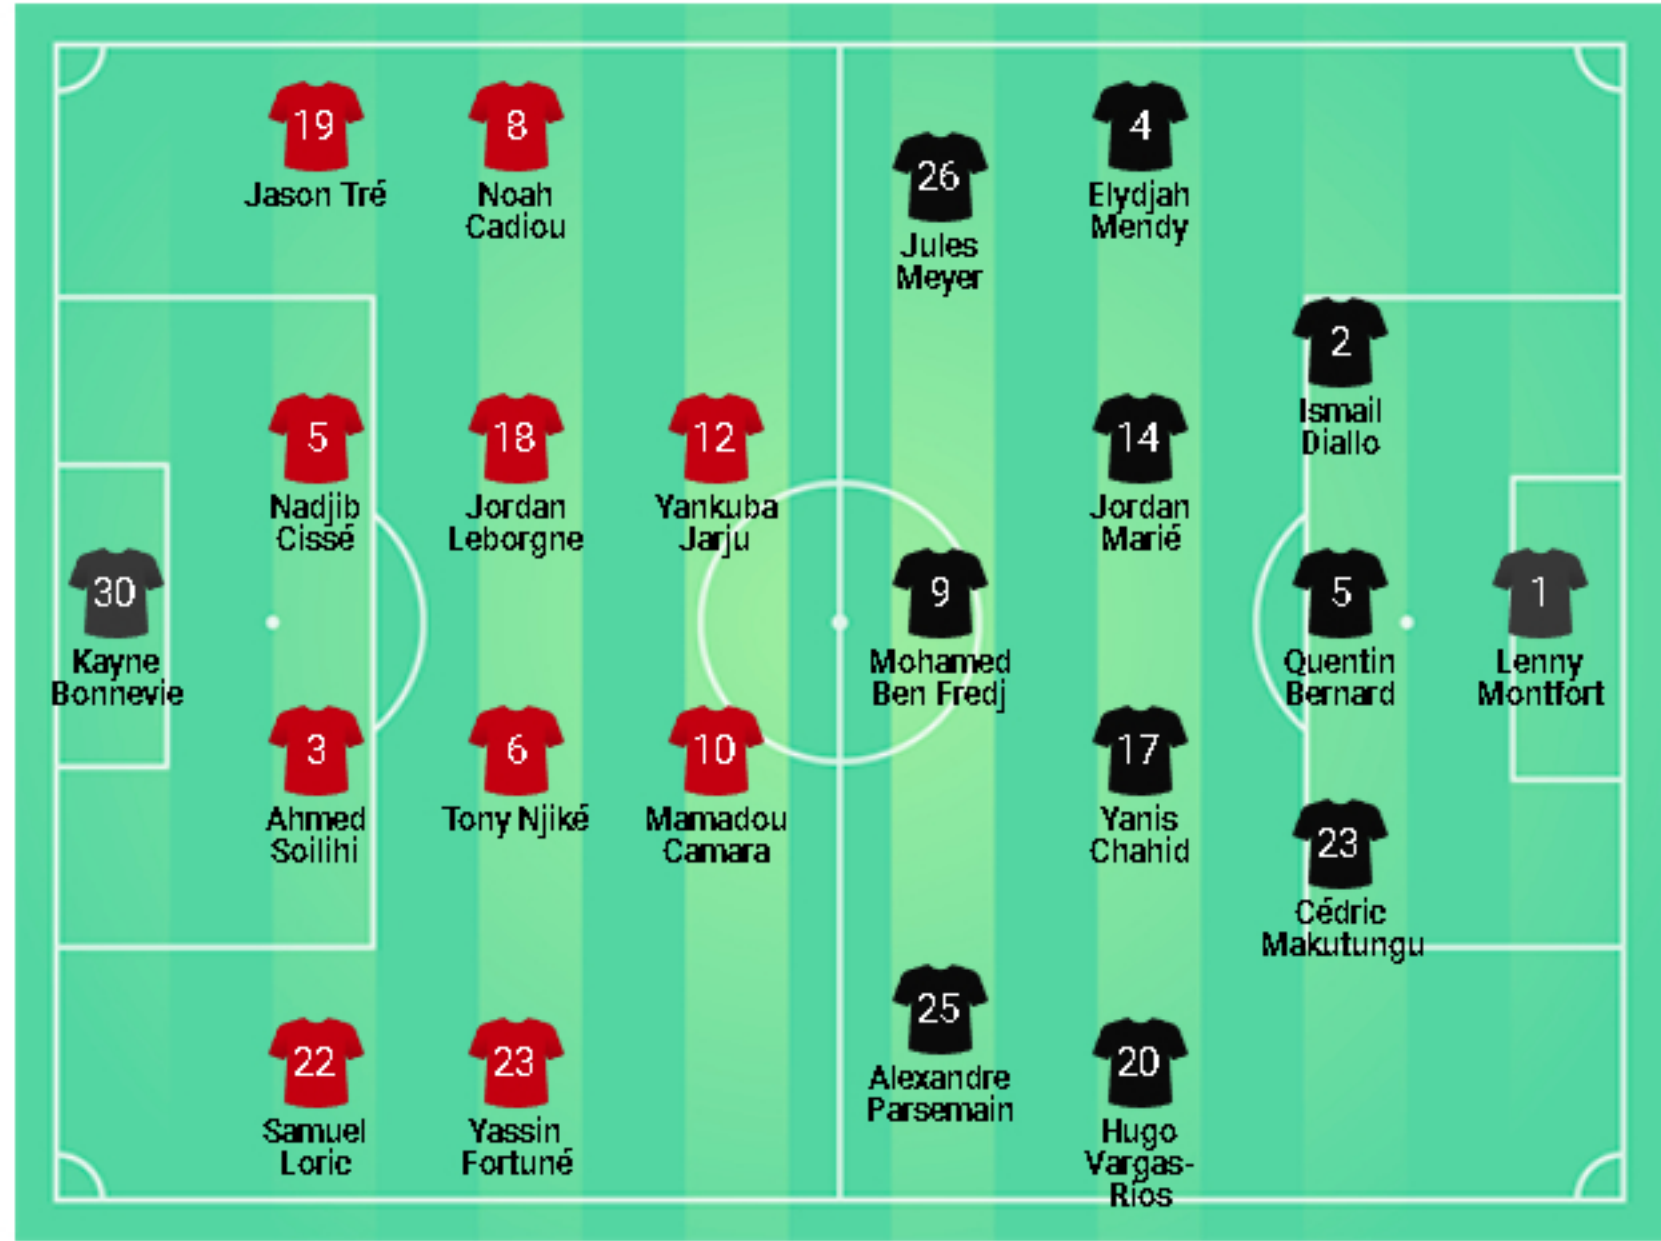 19
Jason Tré
8
Noah
Cadiou
26
Jules
Meyer
4
Elydjah
Mendy
2
Ismail
Diallo
5
Nadjib
Cissé
18
Jordan
Leborgne
12
Yankuba
Jarju
14
Jordan
Marié
30
Kayne
Bonnevie
9
Mohamed
Ben Fredj
5
Quentin
Bernard
1
Lenny
Montfort
3
Ahmed
Soilihi
6
Tony Njiké
10
Mamadou
Camara
17
Yanis
Chahid
23
Cédric
Makutungu
25
Alexandre
Parsemain
22
Samuel
Loric
23
Yassin
Fortuné
20
Hugo
Vargas-
Ríos